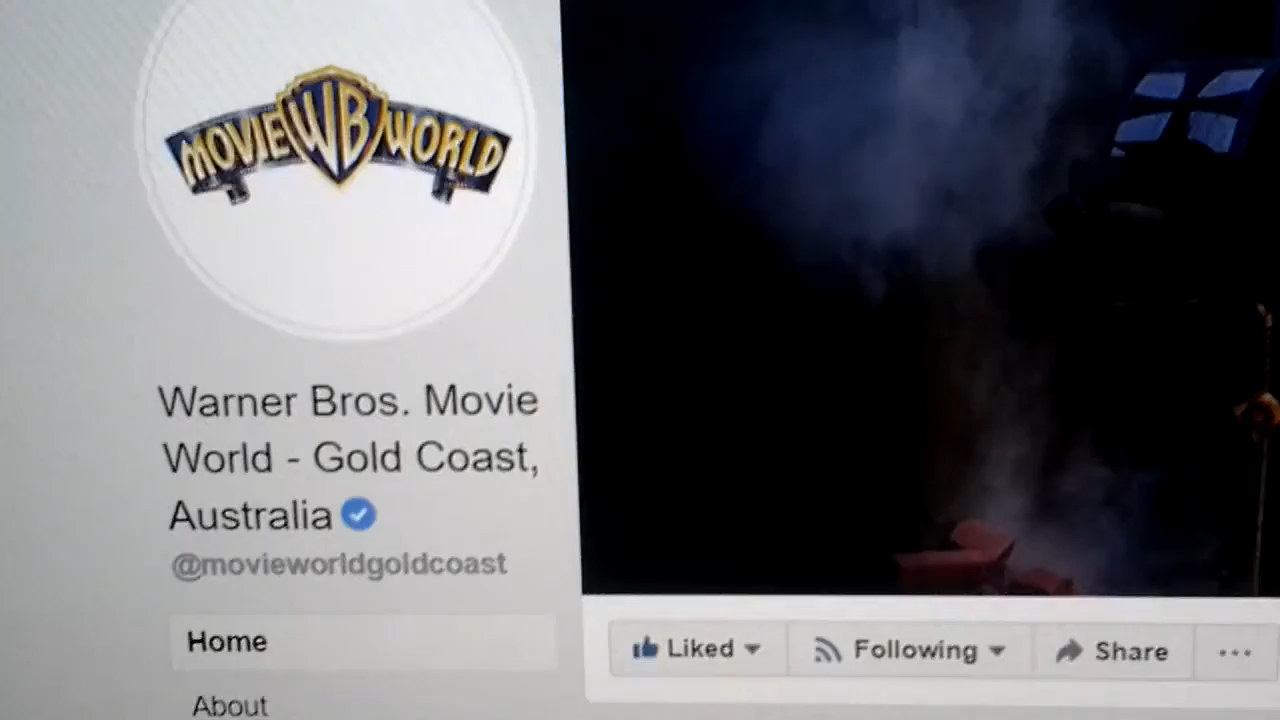 MOVIE WB WORLD
Warner Bros. Movie
World - Gold Coast,
Australia
@movieworldgoldcoast
Home
About
Liked
Following
Share